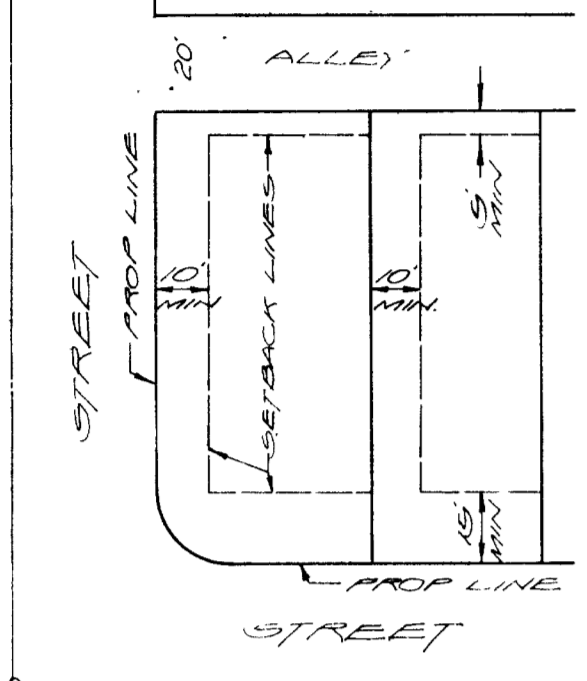 20'
ALLEY
5'
MIN
STREET
PROP LINE
10'
MIN
10'
MIN.
SETBACK LINES
15'
MIN
PROP LINE
STREET